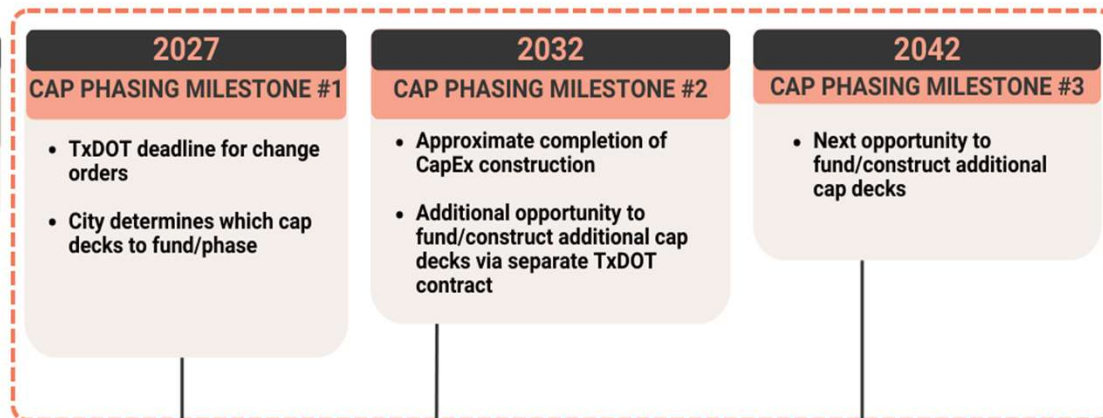 2027
CAP PHASING MILESTONE #1
• TxDOT deadline for change
orders
• City determines which cap
decks to fund/phase
2032
CAP PHASING MILESTONE #2
• Approximate completion of
CapEx construction
• Additional opportunity to
fund/construct additional cap
decks via separate TxDOT
contract
2042
CAP PHASING MILESTONE #3
• Next opportunity to
fund/construct additional
cap decks